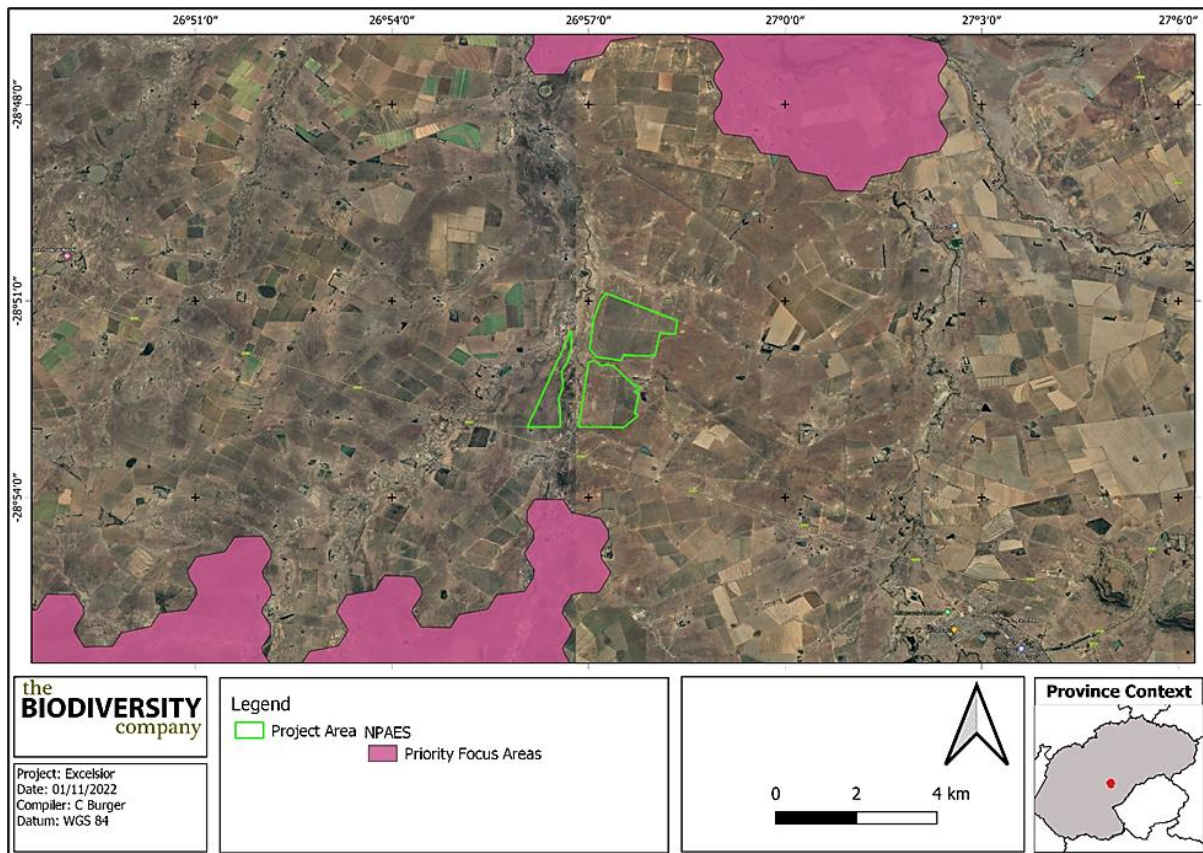 26°51′0″ 26°54′0″ 26°57′0″ 27°0′0″ 27°3′0″ 27°6′0″
-28°48′0″
-28°51′0″
-28°54′0″
the
BIODIVERSITY
company
Project: Excelsior
Date: 01/11/2022
Compiler: C Burger
Datum: WGS 84
Legend
Project Area NPAES
Priority Focus Areas
0 2 4 km
Province Context